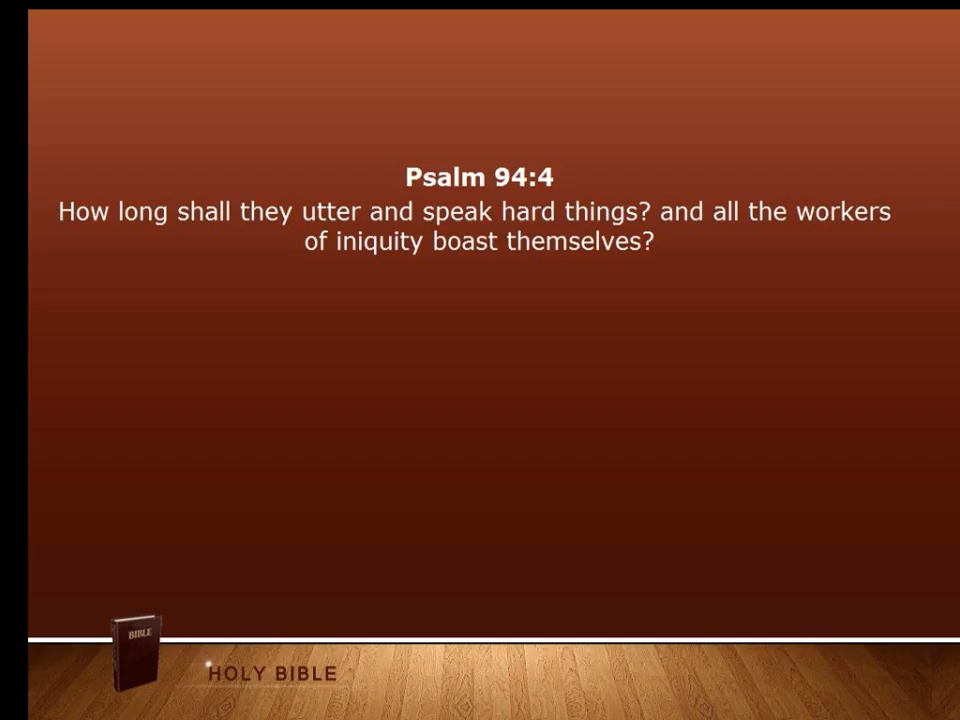 Psalm 94:4
How long shall they utter and speak hard things? and all the workers
of iniquity boast themselves?
BIBLE
HOLY BIBLE